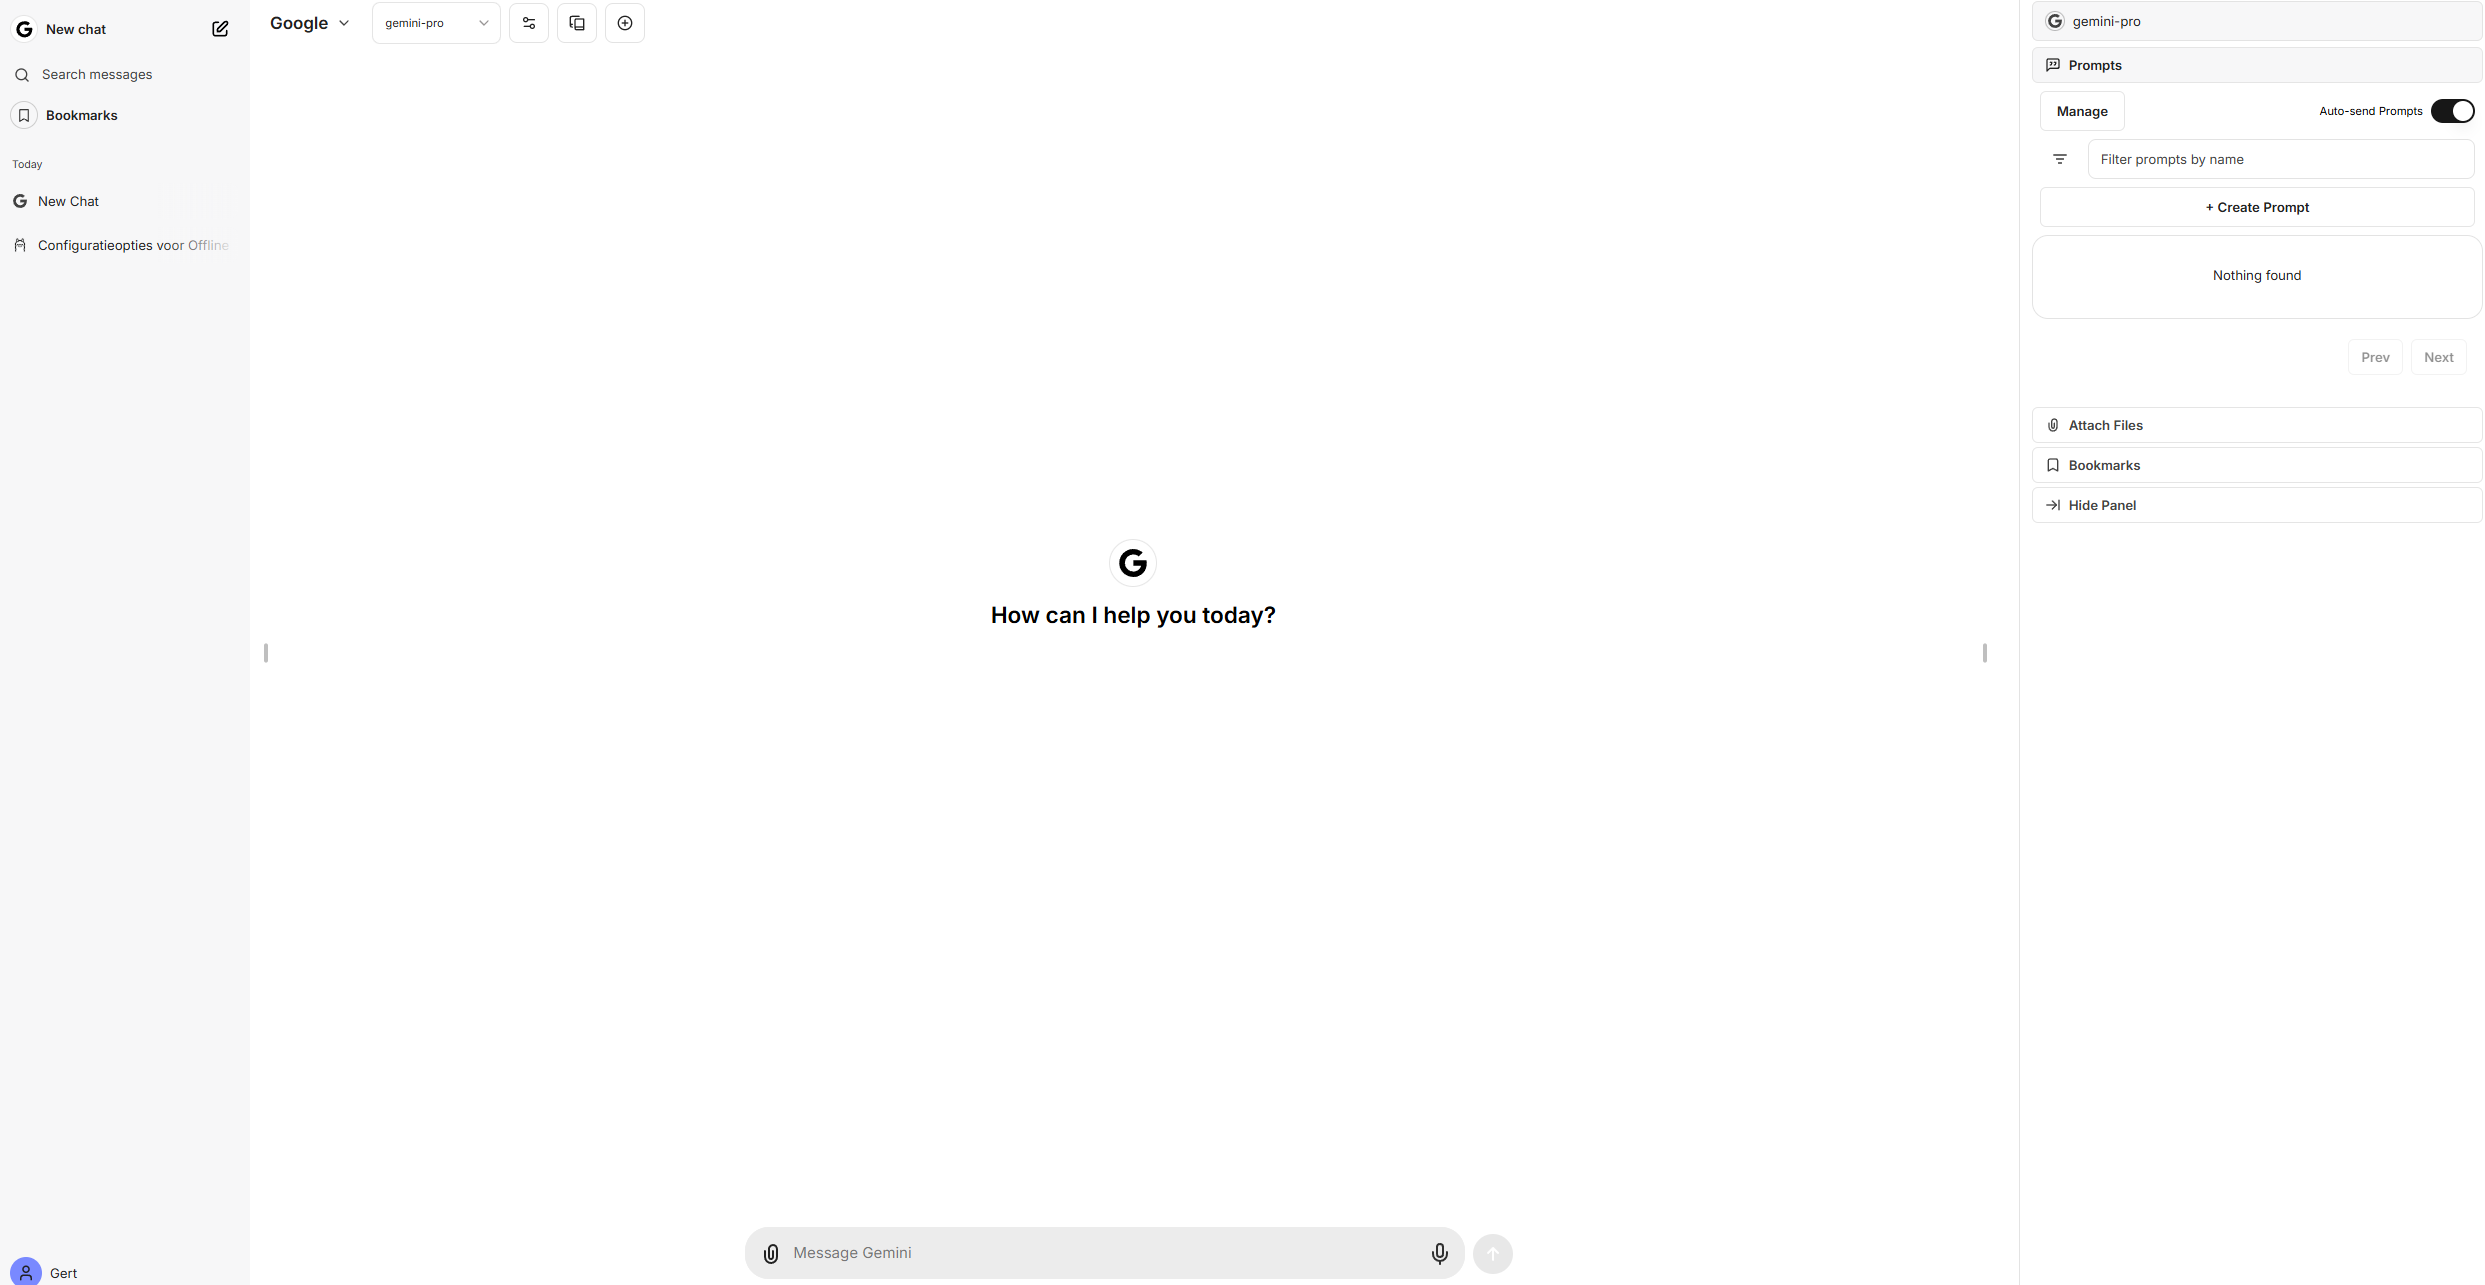 New chat
Search messages
Bookmarks
Today
New Chat
Configuratieopties voor Offline
Gert
Google
gemini-pro
How can I help you today?
Message Gemini
gemini-pro
Prompts
Manage
Auto-send Prompts
Filter prompts by name
+ Create Prompt
Nothing found
Prev
Next
Attach Files
Bookmarks
Hide Panel